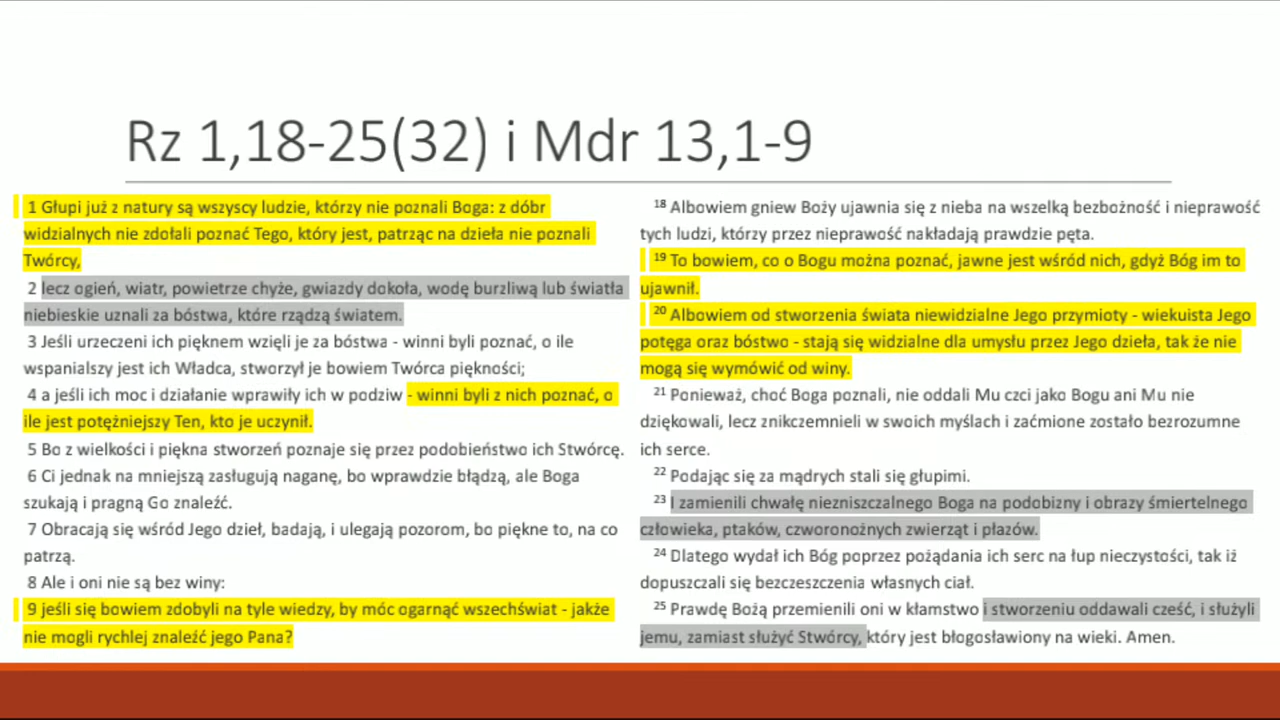 Rz 1,18-25(32) i Mdr 13,1-9
1 Głupi już z natury są wszyscy ludzie, którzy nie poznali Boga: z dóbr
widzialnych nie zdołali poznać Tego, który jest, patrząc na dzieła nie poznali
Twórcy,
2 lecz ogień, wiatr, powietrze chyże, gwiazdy dokoła, wodę burzliwą lub światła
niebieskie uznali za bóstwa, które rządzą światem.
3 Jeśli urzeczeni ich pięknem wzięli je za bóstwa - winni byli poznać, o ile
wspanialszy jest ich Władca, stworzył je bowiem Twórca piękności;
4 a jeśli ich moc i działanie wprawiły ich w podziw - winni byli z nich poznać, o
ile jest potężniejszy Ten, kto je uczynił.
5 Bo z wielkości i piękna stworzeń poznaje się przez podobieństwo ich Stwórcę.
6 Ci jednak na mniejszą zasługują naganę, bo wprawdzie błądzą, ale Boga
szukają i pragną Go znaleźć.
7 Obracają się wśród Jego dzieł, badają, i ulegają pozorom, bo piękne to, na co
patrzą.
8 Ale i oni nie są bez winy:
9 jeśli się bowiem zdobyli na tyle wiedzy, by móc ogarnąć wszechświat - jakże
nie mogli rychlej znaleźć jego Pana?
18 Albowiem gniew Boży ujawnia się z nieba na wszelką bezbożność i nieprawość
tych ludzi, którzy przez nieprawość nakładają prawdzie pęta.
19 To bowiem, co o Bogu można poznać, jawne jest wśród nich, gdyż Bóg im to
ujawnił.
20 Albowiem od stworzenia świata niewidzialne Jego przymioty - wiekuista Jego
potęga oraz bóstwo - stają się widzialne dla umysłu przez Jego dzieła, tak że nie
mogą się wymówić od winy.
21 Ponieważ, choć Boga poznali, nie oddali Mu czci jako Bogu ani Mu nie
dziękowali, lecz znikczemnieli w swoich myślach i zaćmione zostało bezrozumne
ich serce.
22 Podając się za mądrych stali się głupimi.
23 I zamienili chwałę niezniszczalnego Boga na podobizny i obrazy śmiertelnego
człowieka, ptaków, czworonożnych zwierząt i płazów.
24 Dlatego wydał ich Bóg poprzez pożądania ich serc na łup nieczystości, tak iż
dopuszczali się bezczeszczenia własnych ciał.
25 Prawdę Bożą przemienili oni w kłamstwo i stworzeniu oddawali cześć, i służyli
jemu, zamiast służyć Stwórcy, który jest błogosławiony na wieki. Amen.